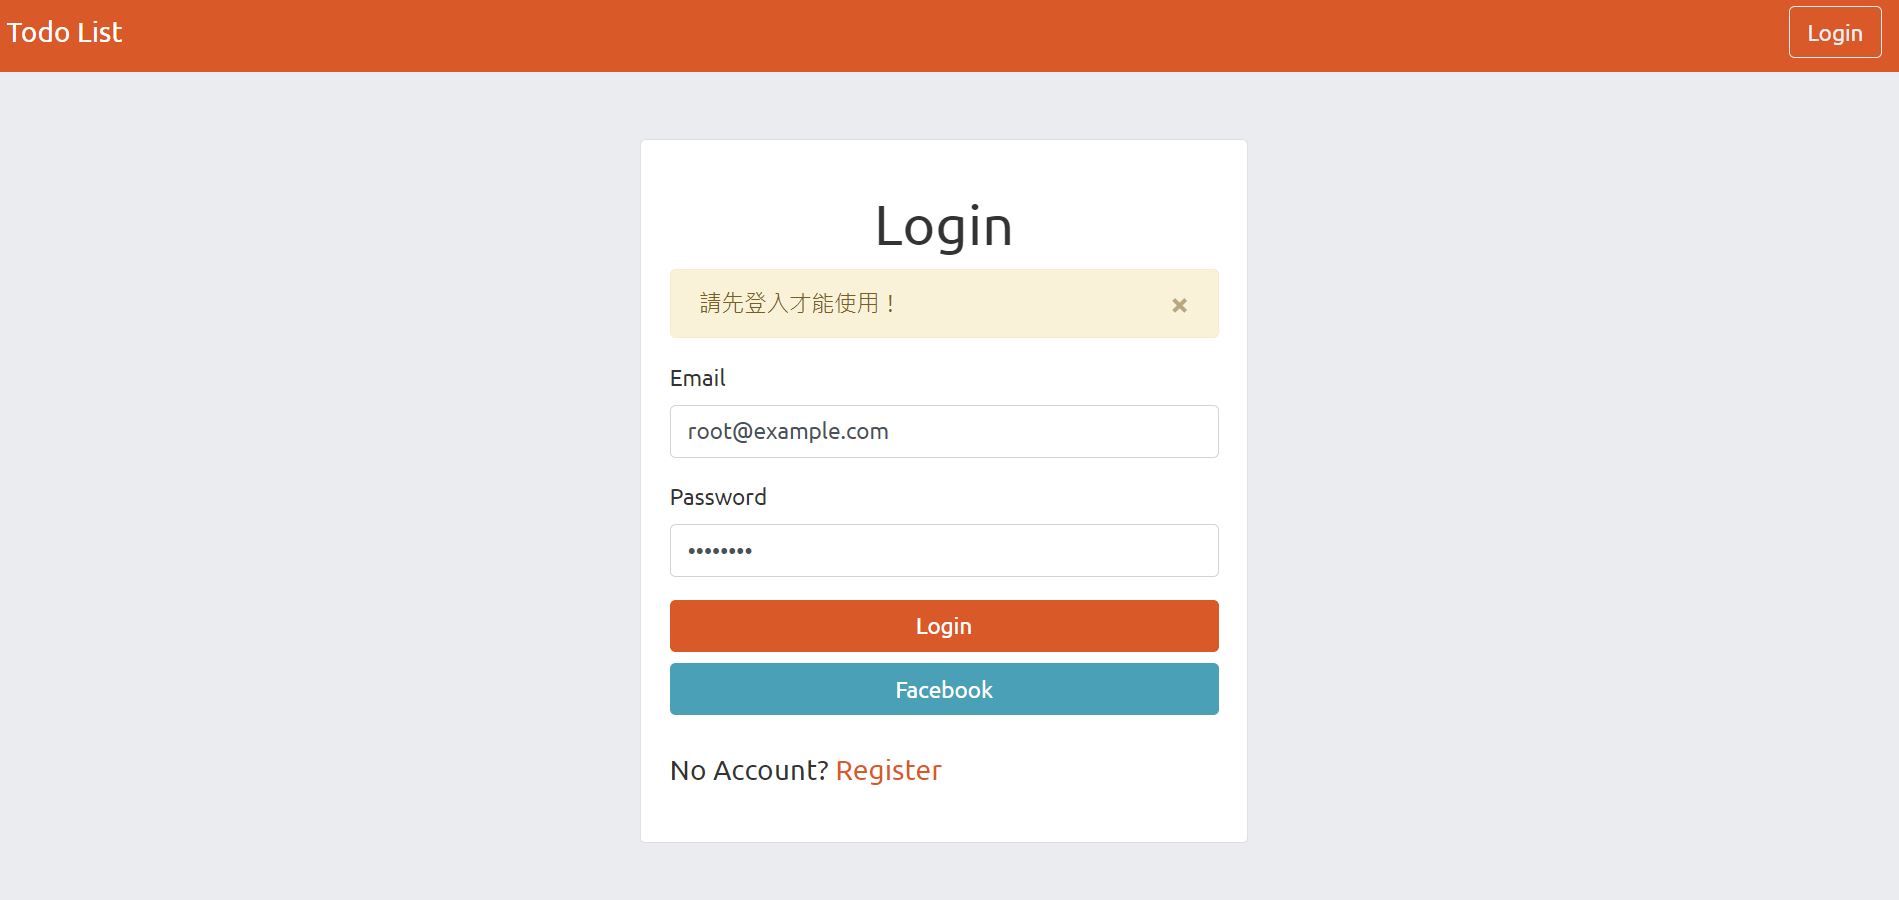 Todo List
Login
Login
請先登入才能使用！
×
Email
root@example.com
Password
••••••••
Login
Facebook
No Account? Register